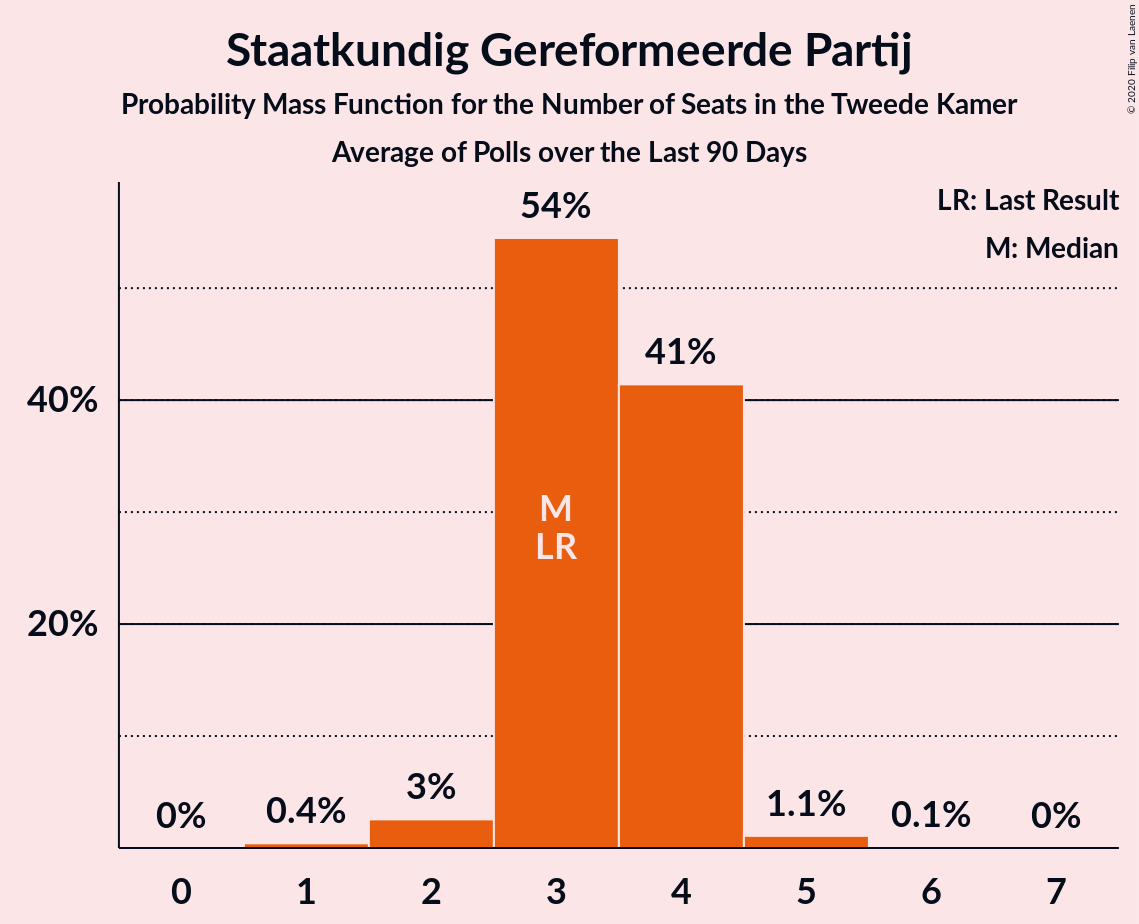 Staatkundig Gereformeerde Partij
Probability Mass Function for the Number of Seats in the Tweede Kamer
Average of Polls over the Last 90 Days
© 2020 Filip van Laenen
LR: Last Result
M: Median
54%
41%
40%
M
LR
20%
3%
1.1%
0.4%
0.1%
0%
0%
0 1 2 3 4 5 6 7